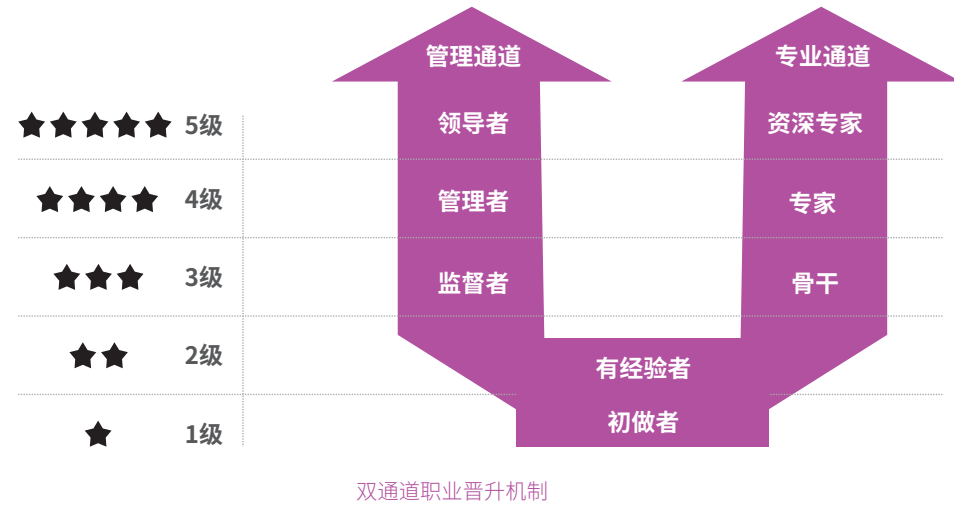 管理通道 专业通道
5级 领导者 资深专家
4级 管理者 专家
3级 监督者 骨干
2级 有经验者
1级 初做者
双通道职业晋升机制